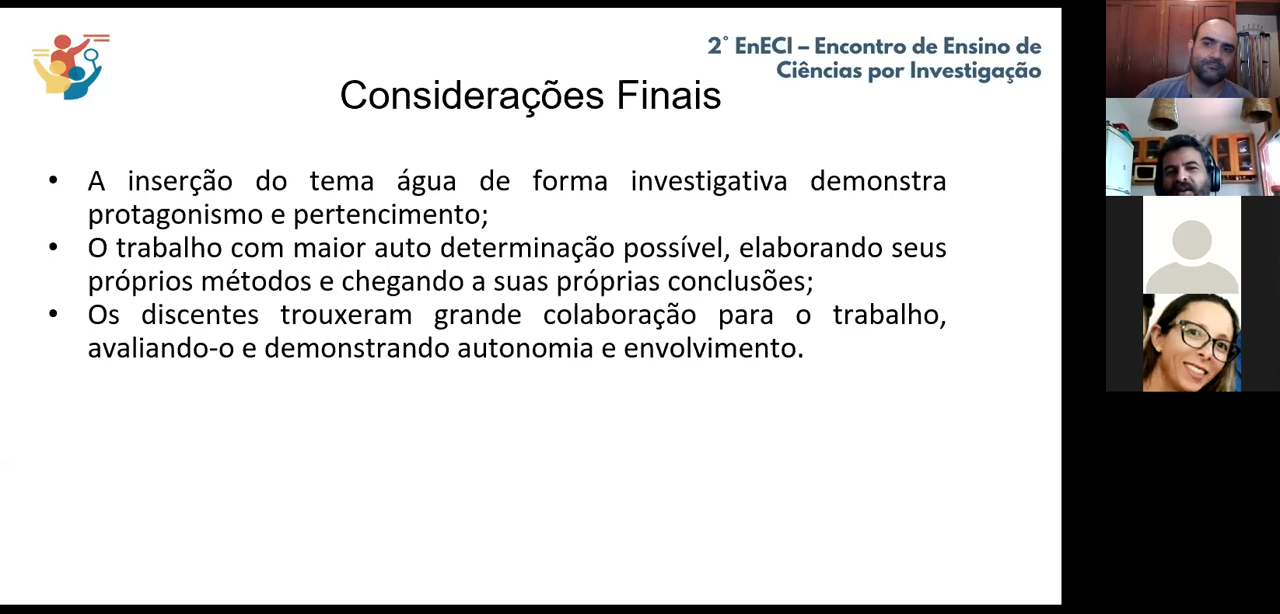 2° EnECI – Encontro de Ensino de
Ciências por Investigação
Considerações Finais
• A inserção do tema água de forma investigativa demonstra
protagonismo e pertencimento;
• O trabalho com maior auto determinação possível, elaborando seus
próprios métodos e chegando a suas próprias conclusões;
• Os discentes trouxeram grande colaboração para o trabalho,
avaliando-o e demonstrando autonomia e envolvimento.